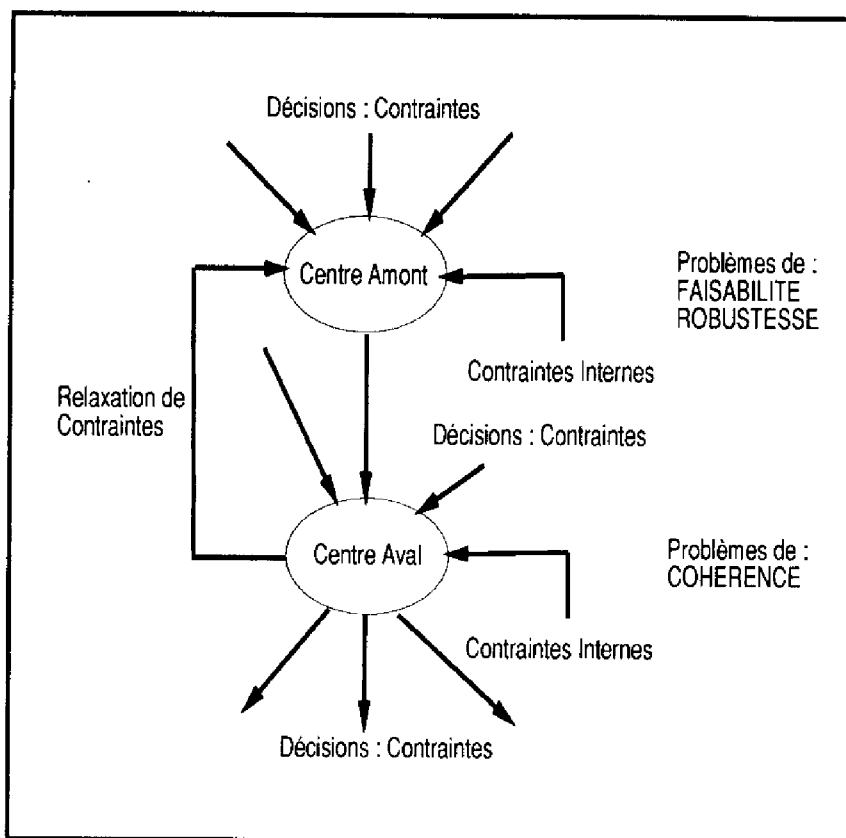 Décisions : Contraintes
Centre Amont
Problèmes de :
FAISABILITE
ROBUSTESSE
Contraintes Internes
Relaxation de
Contraintes
Décisions : Contraintes
Centre Aval
Problèmes de :
COHERENCE
Contraintes Internes
Décisions : Contraintes